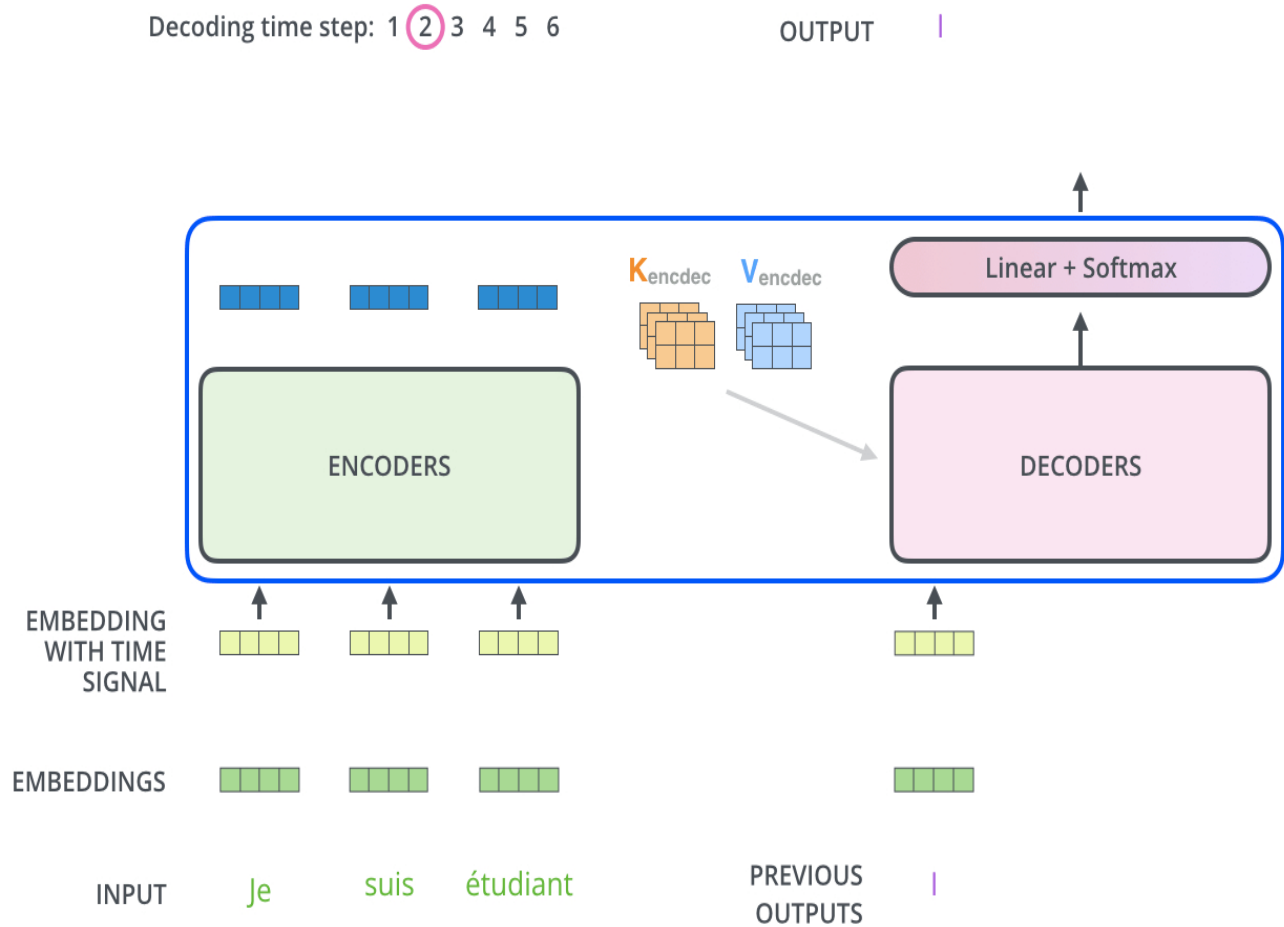 Decoding time step: 1 2 3 4 5 6
OUTPUT I
Kencdec Vencdec
Linear + Softmax
ENCODERS
DECODERS
EMBEDDING
WITH TIME
SIGNAL
EMBEDDINGS
INPUT Je suis étudiant
PREVIOUS
OUTPUTS
I